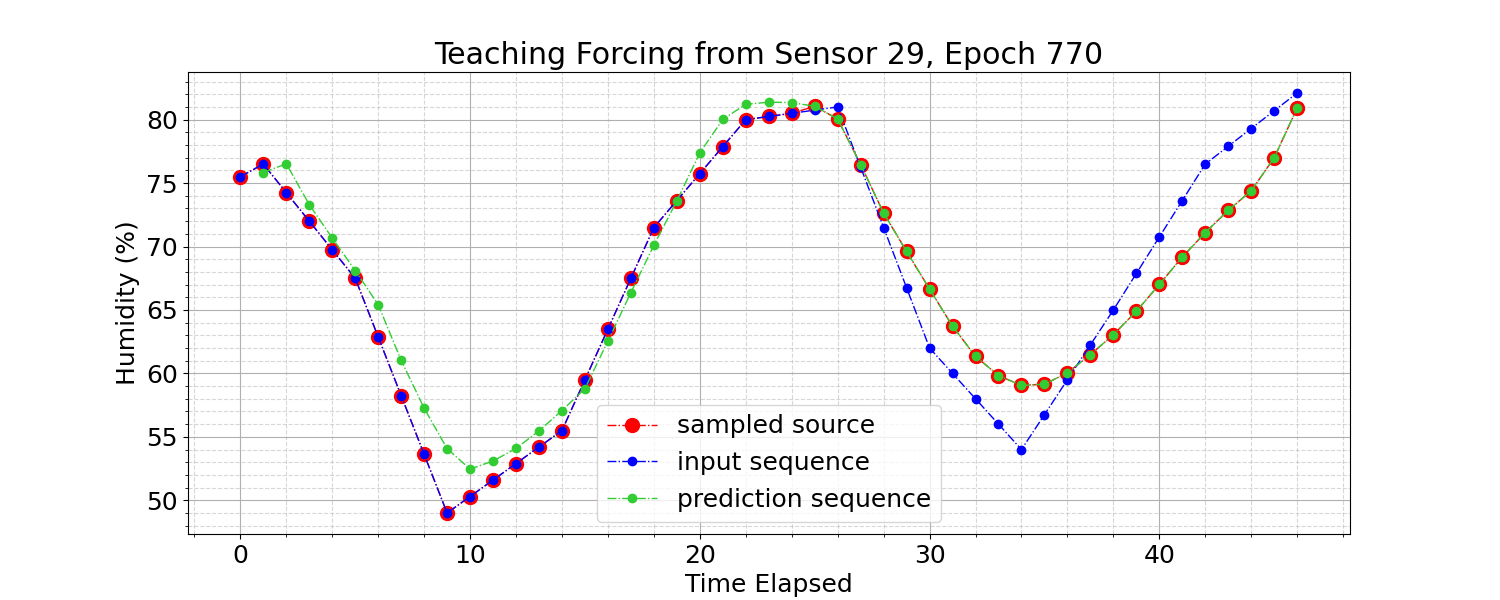 Teaching Forcing from Sensor 29, Epoch 770
Humidity (%)
80
75
70
65
60
55
50
sampled source
input sequence
prediction sequence
0 10 20 30 40
Time Elapsed